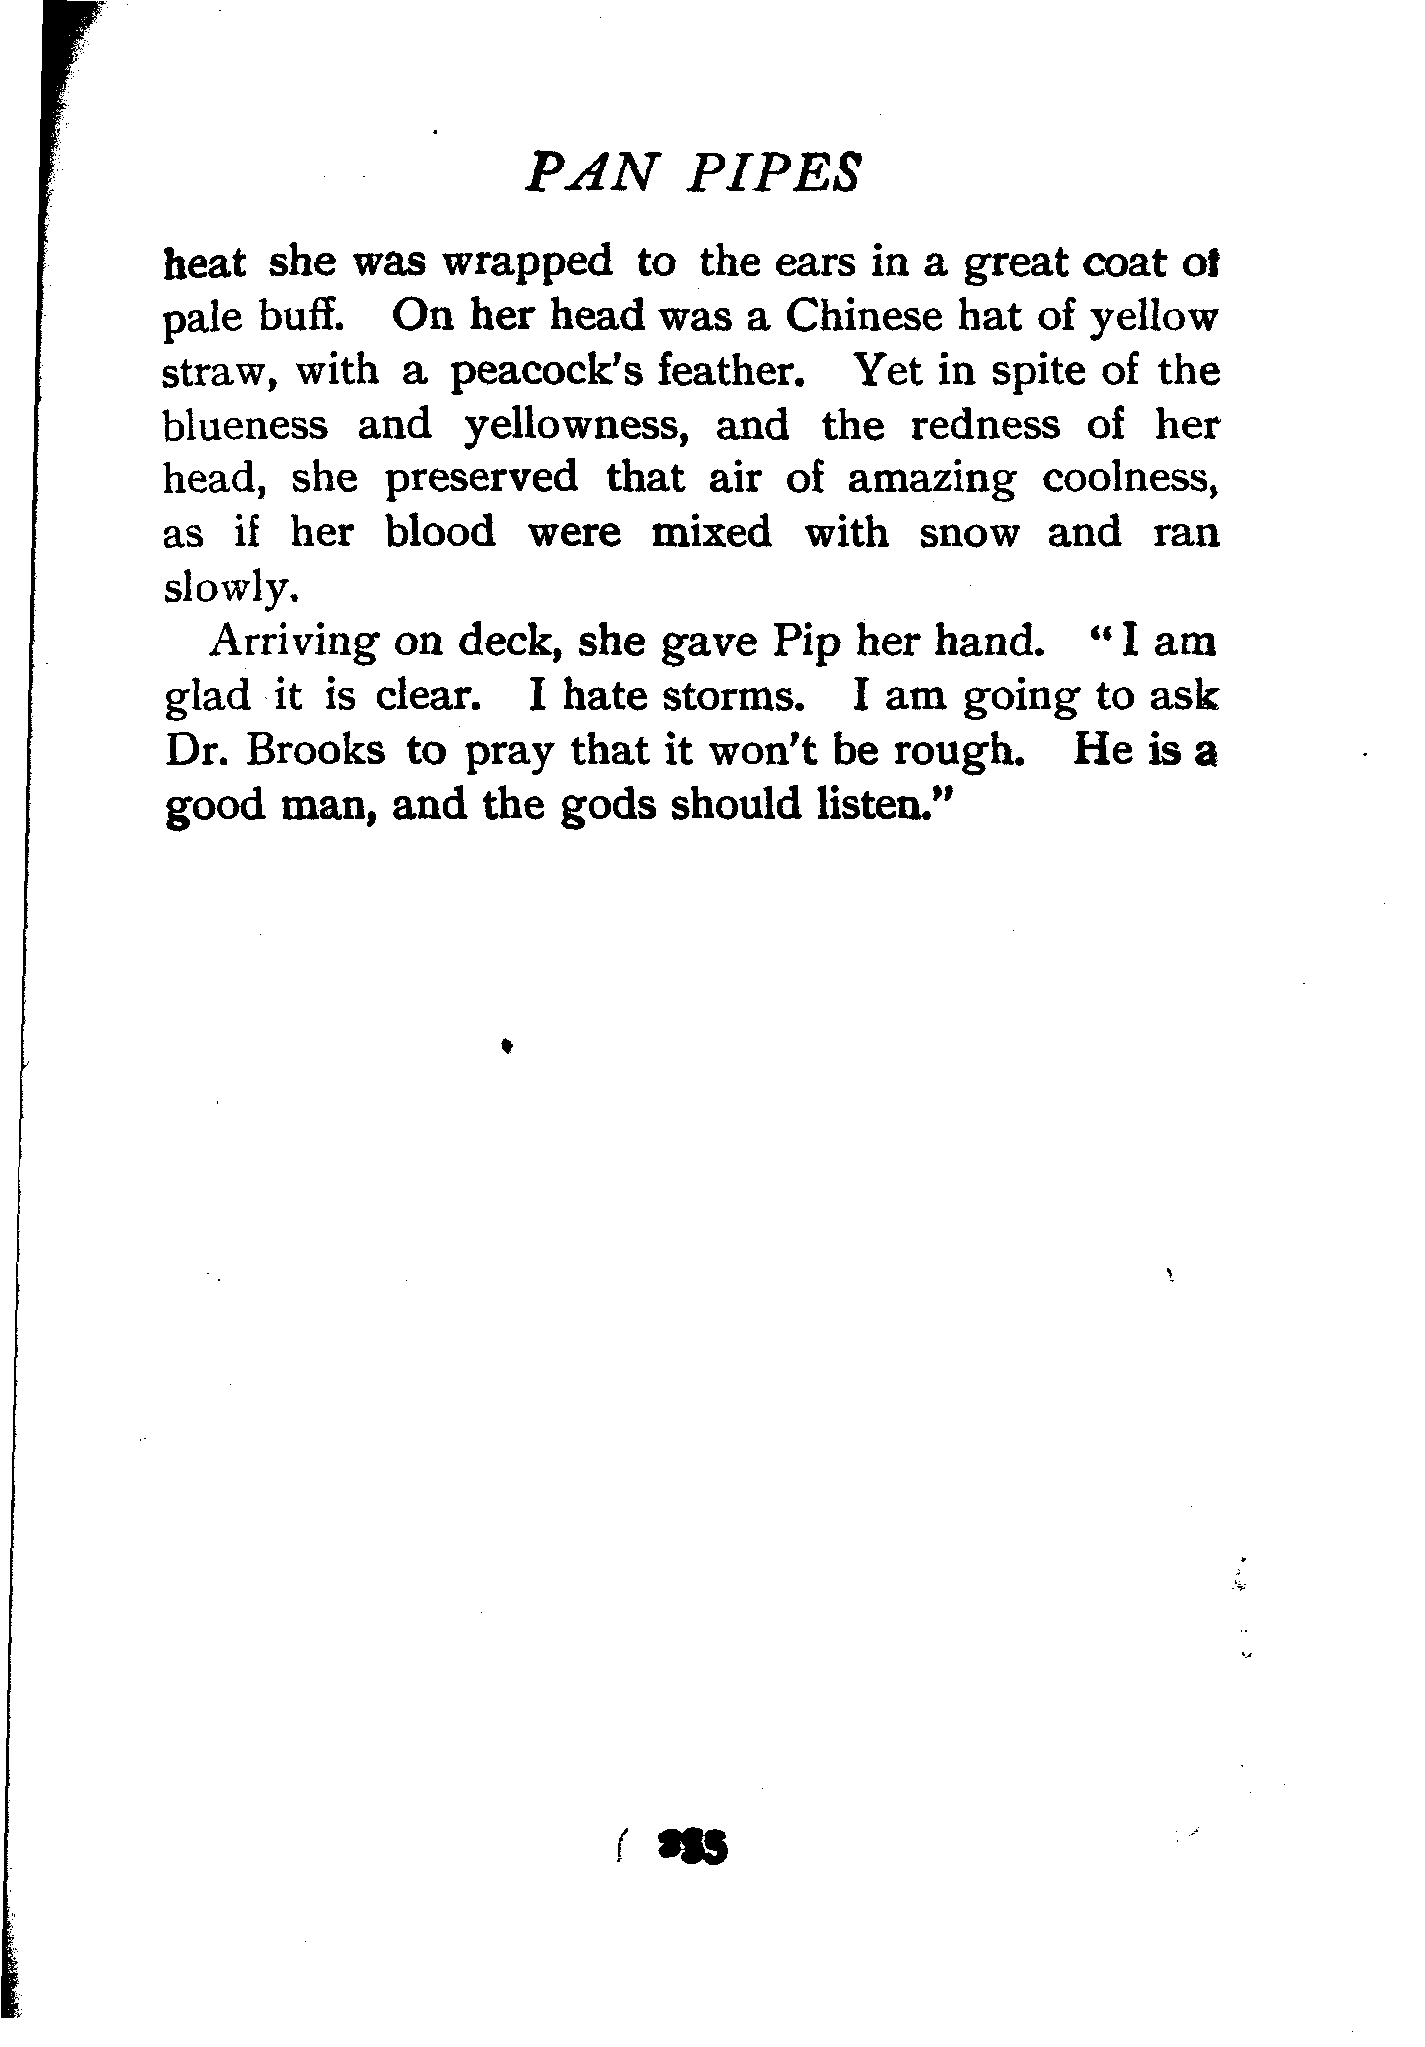 PAN PIPES
heat she was wrapped to the ears in a great coat of
pale buff. On her head was a Chinese hat of yellow
straw, with a peacock's feather. Yet in spite of the
blueness and yellowness, and the redness of her
head, she preserved that air of amazing coolness,
as if her blood were mixed with snow and ran
slowly.
Arriving on deck, she gave Pip her hand. "I am
glad it is clear. I hate storms. I am going to ask
Dr. Brooks to pray that it won't be rough. He is a
good man, and the gods should listen."